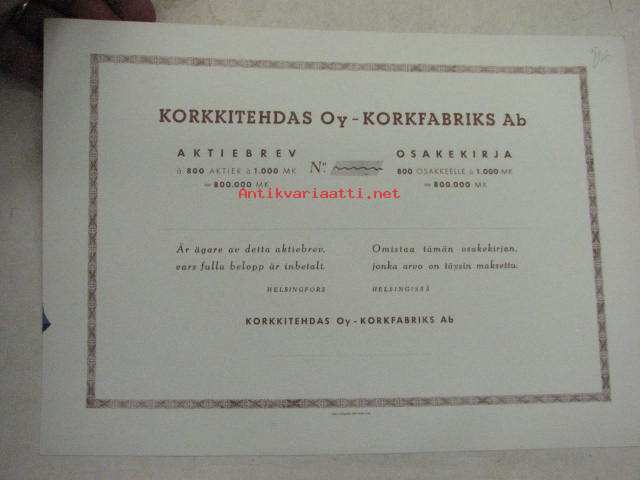 KORKKITEHDAS Oy - KORKFABRIKS Ab
AKTIEBREV
à 800 AKTIER à 1.000 MK
= 800.000 MK
No:
OSAKEKIRJA
800 OSAKKEELLE à 1.000 MK
= 800.000 MK
Antikvariaatti.net
Är ägare av detta aktiebrev,
vars fulla belopp är inbetalt.
HELSINGFORS
Omistaa tämän osakekirjan,
jonka arvo on täysin maksettu.
HELSINGISSÄ
KORKKITEHDAS Oy - KORKFABRIKS Ab